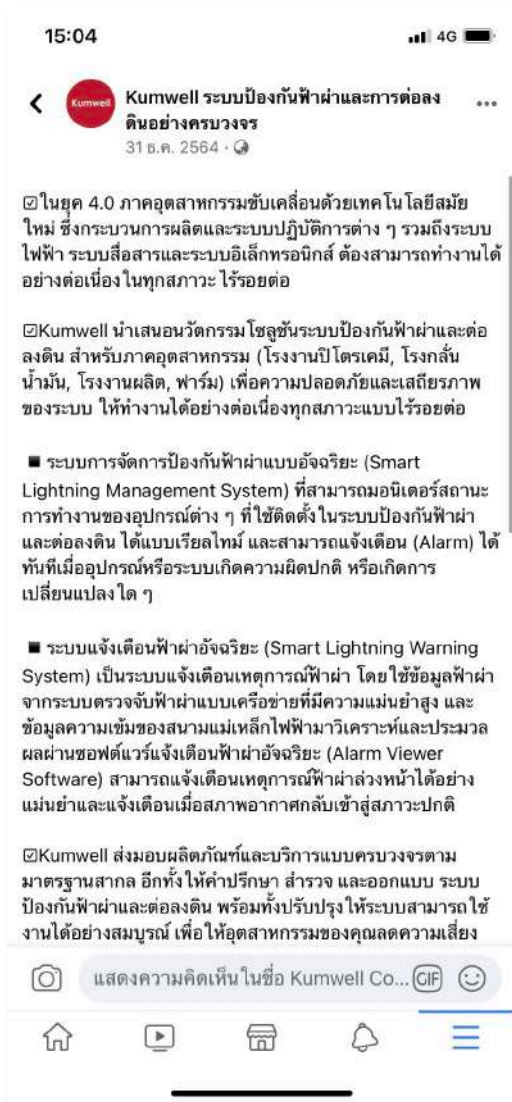 15:04
4G
Kumwell
Kumwell ระบบป้องกันฟ้าผ่าและการต่อลง
ดินอย่างครบวงจร
31 ธ.ค. 2564 ·
☑ในยุค 4.0 ภาคอุตสาหกรรมขับเคลื่อนด้วยเทคโนโลยีสมัย
ใหม่ ซึ่งกระบวนการผลิตและระบบปฏิบัติการต่าง ๆ รวมถึงระบบ
ไฟฟ้า ระบบสื่อสารและระบบอิเล็กทรอนิกส์ ต้องสามารถทำงานได้
อย่างต่อเนื่องในทุกสภาวะ ไร้รอยต่อ
☑Kumwell นำเสนอนวัตกรรมโซลูชันระบบป้องกันฟ้าผ่าและต่อ
ลงดิน สำหรับภาคอุตสาหกรรม (โรงงานปิโตรเคมี, โรงกลั่น
น้ำมัน, โรงงานผลิต, ฟาร์ม) เพื่อความปลอดภัยและเสถียรภาพ
ของระบบ ให้ทำงานได้อย่างต่อเนื่องทุกสภาวะแบบไร้รอยต่อ
■ ระบบการจัดการป้องกันฟ้าผ่าแบบอัจฉริยะ (Smart
Lightning Management System) ที่สามารถมอนิเตอร์สถานะ
การทำงานของอุปกรณ์ต่าง ๆ ที่ใช้ติดตั้งในระบบป้องกันฟ้าผ่า
และต่อลงดิน ได้แบบเรียลไทม์ และสามารถแจ้งเตือน (Alarm) ได้
ทันทีเมื่ออุปกรณ์หรือระบบเกิดความผิดปกติ หรือเกิดการ
เปลี่ยนแปลงใด ๆ
■ ระบบแจ้งเตือนฟ้าผ่าอัจฉริยะ (Smart Lightning Warning
System) เป็นระบบแจ้งเตือนเหตุการณ์ฟ้าผ่า โดยใช้ข้อมูลฟ้าผ่า
จากระบบตรวจจับฟ้าผ่าแบบเครือข่ายที่มีความแม่นยำสูง และ
ข้อมูลความเข้มของสนามแม่เหล็กไฟฟ้ามาวิเคราะห์และประมวล
ผลผ่านซอฟต์แวร์แจ้งเตือนฟ้าผ่าอัจฉริยะ (Alarm Viewer
Software) สามารถแจ้งเตือนเหตุการณ์ฟ้าผ่าล่วงหน้าได้อย่าง
แม่นยำและแจ้งเตือนเมื่อสภาพอากาศกลับเข้าสู่สภาวะปกติ
☑Kumwell ส่งมอบผลิตภัณฑ์และบริการแบบครบวงจรตาม
มาตรฐานสากล อีกทั้งให้คำปรึกษา สำรวจ และออกแบบ ระบบ
ป้องกันฟ้าผ่าและต่อลงดิน พร้อมทั้งปรับปรุงให้ระบบสามารถใช้
งานได้อย่างสมบูรณ์ เพื่อให้อุตสาหกรรมของคุณลดความเสี่ยง
แสดงความคิดเห็นในชื่อ Kumwell Co... GIF